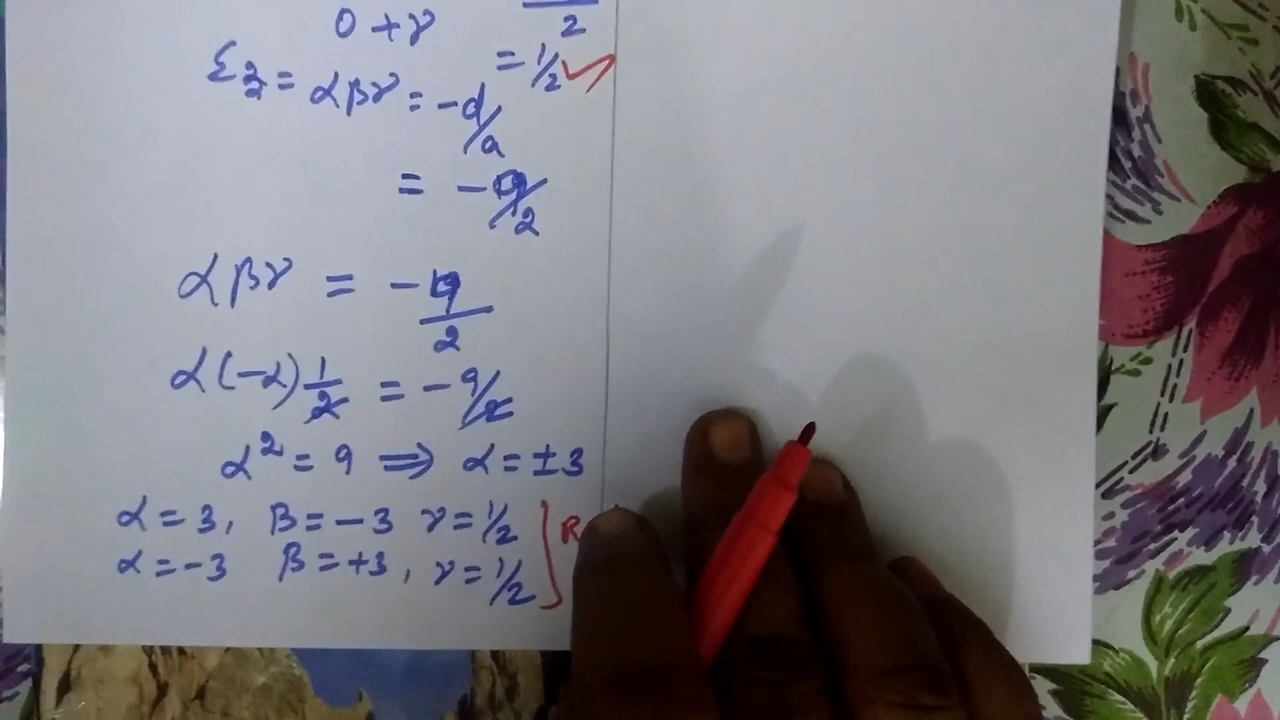 0 + γ
2
= 1/2 ✓
Σ3 = αβγ = -d/a
= -9/2
αβγ = -9/2
α(-α) 1/2 = -9/2
α² = 9 ⇒ α = ±3
α = 3, β = -3 γ = 1/2
α = -3 β = +3, γ = 1/2
R